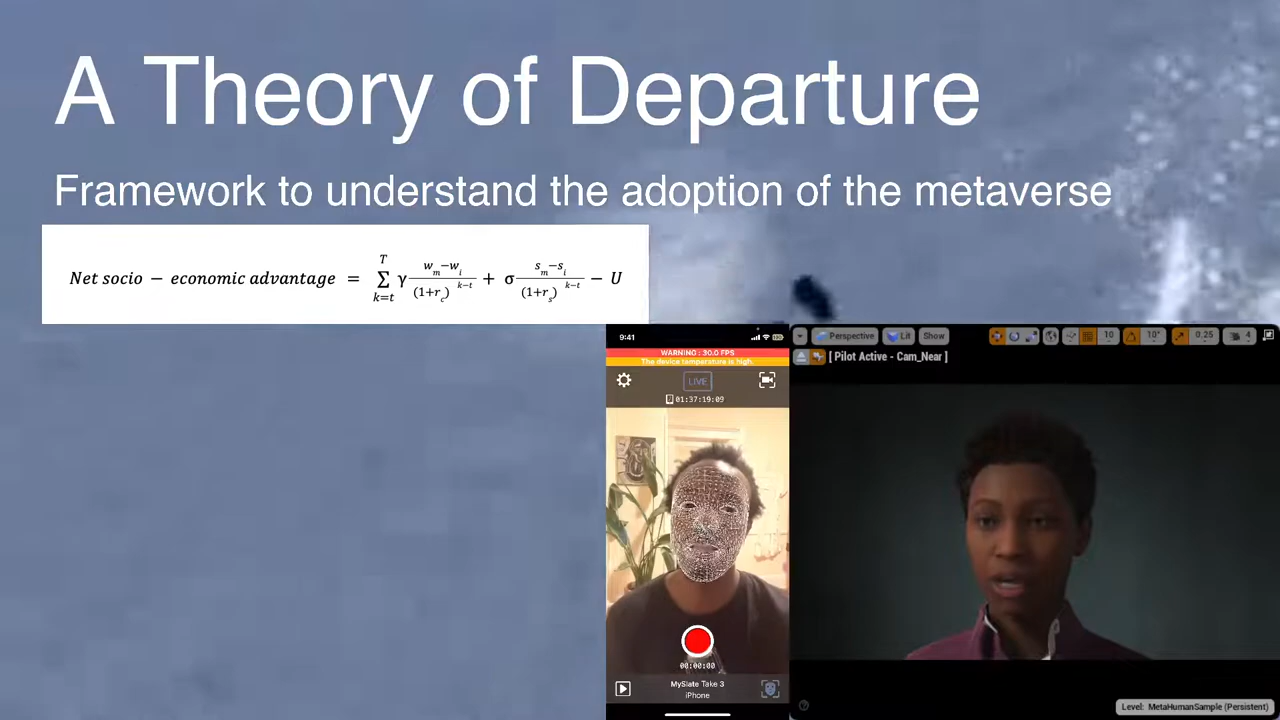 A Theory of Departure
Framework to understand the adoption of the metaverse
Net socio − economic advantage = T ∑ k=t γ w_m−w_i / (1+r_c)^k−t + σ s_m−s_i / (1+r_s)^k−t − U
9:41
WARNING : 30.0 FPS
The device temperature is high.
LIVE
01:37:19:09
00:00:00
MySlate Take 3
iPhone
Perspective Lit Show 10 10° 0.25 4
[ Pilot Active - Cam_Near ]
Level: MetaHumanSample (Persistent)